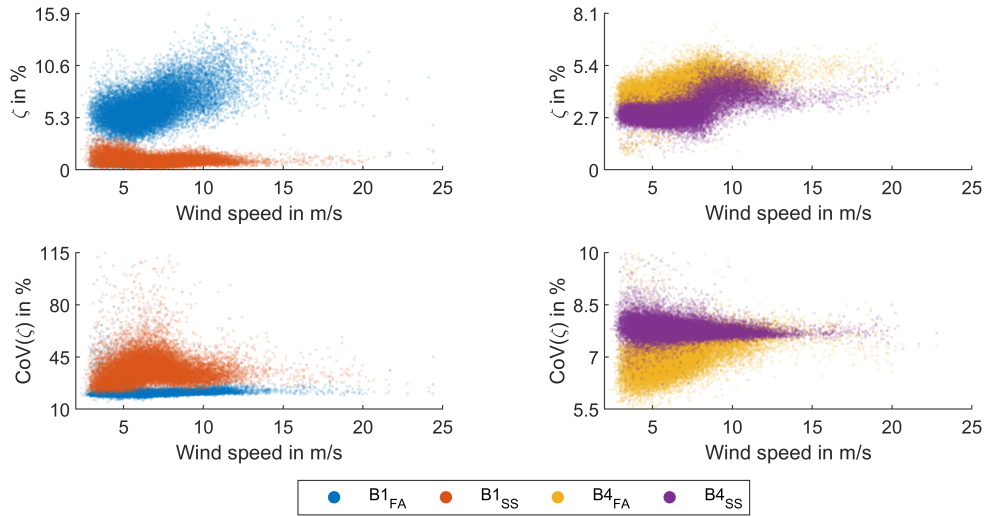 15.9
10.6
5.3
0
ζ in %
5 10 15 20 25
Wind speed in m/s
8.1
5.4
2.7
0
ζ in %
5 10 15 20 25
Wind speed in m/s
115
80
45
10
CoV(ζ) in %
5 10 15 20 25
Wind speed in m/s
10
8.5
7
5.5
CoV(ζ) in %
5 10 15 20 25
Wind speed in m/s
B1FA B1SS B4FA B4SS